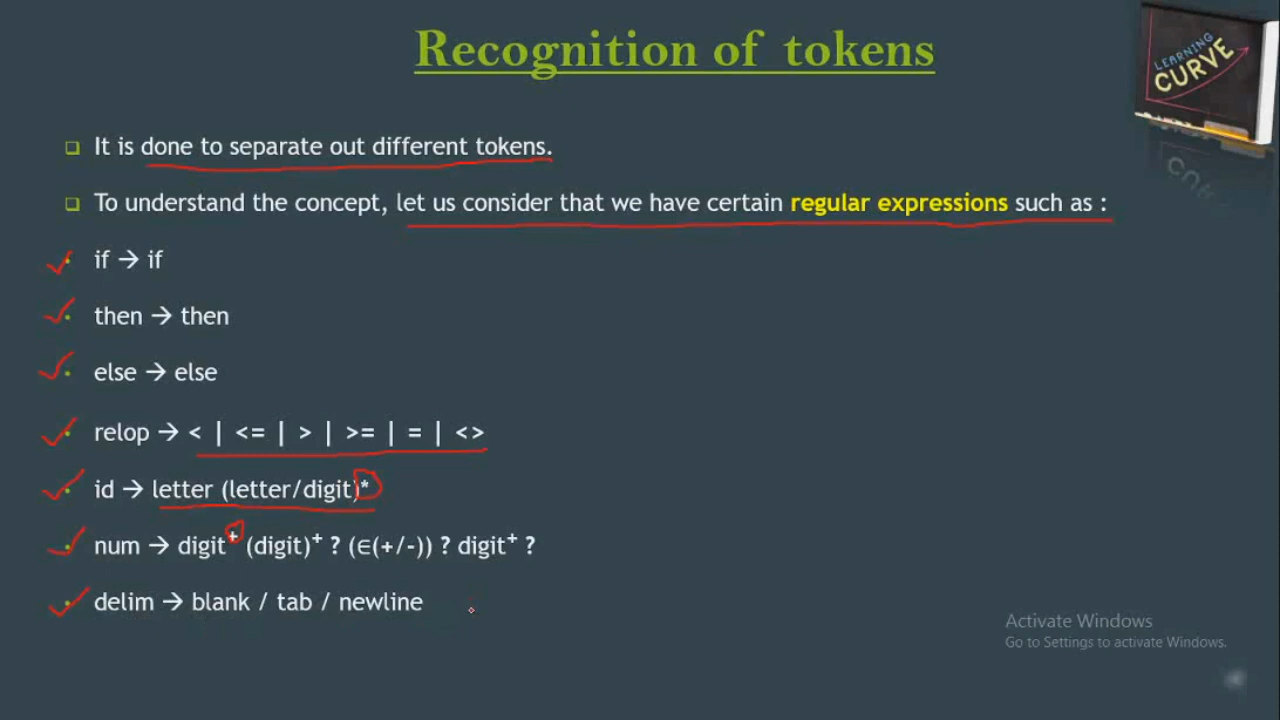 Recognition of tokens
LEARNING
CURVE
It is done to separate out different tokens.
To understand the concept, let us consider that we have certain regular expressions such as :
if → if
then → then
else → else
relop → < | <= | > | >= | = | <>
id → letter (letter/digit)*
num → digit⁺ (digit)⁺ ? (∈(+/-)) ? digit⁺ ?
delim → blank / tab / newline
Activate Windows
Go to Settings to activate Windows.